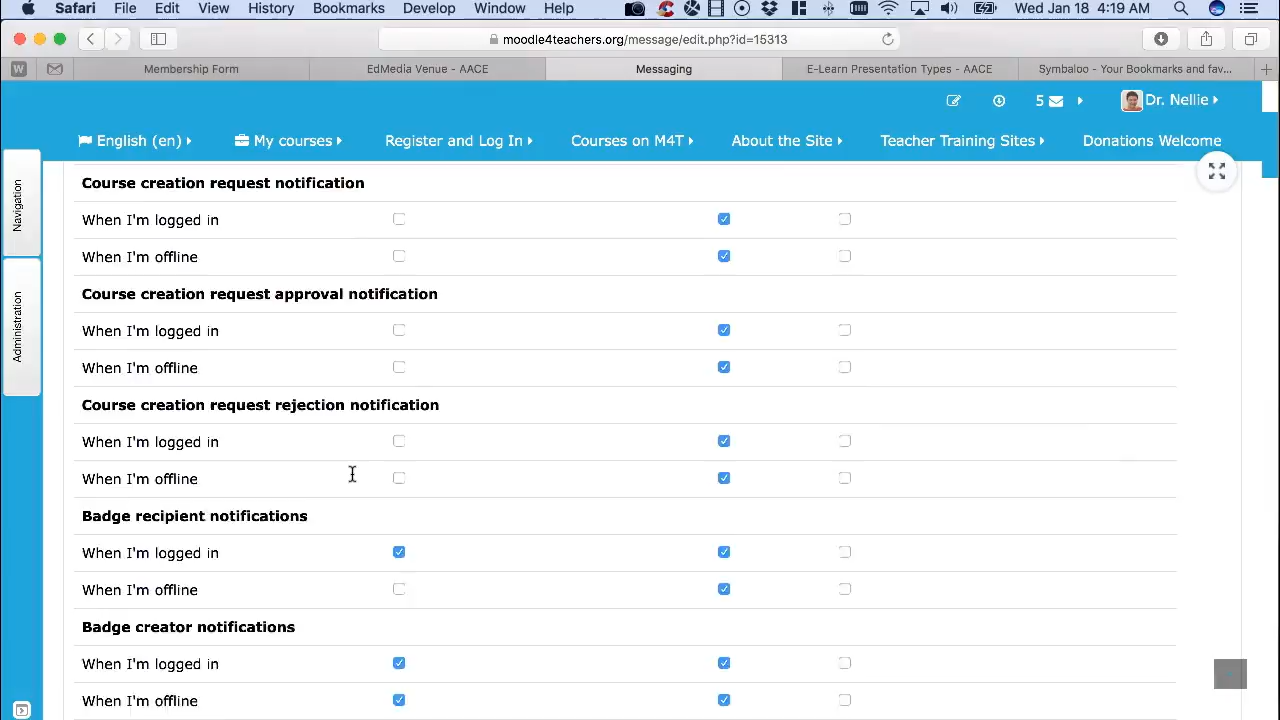 Safari File Edit View History Bookmarks Develop Window Help Wed Jan 18 4:19 AM
moodle4teachers.org/message/edit.php?id=15313
W Membership Form EdMedia Venue - AACE Messaging E-Learn Presentation Types - AACE Symbaloo - Your Bookmarks and fav...
5 Dr. Nellie
English (en) My courses Register and Log In Courses on M4T About the Site Teacher Training Sites Donations Welcome
Navigation
Administration
Course creation request notification
When I'm logged in
When I'm offline
Course creation request approval notification
When I'm logged in
When I'm offline
Course creation request rejection notification
When I'm logged in
When I'm offline
Badge recipient notifications
When I'm logged in
When I'm offline
Badge creator notifications
When I'm logged in
When I'm offline